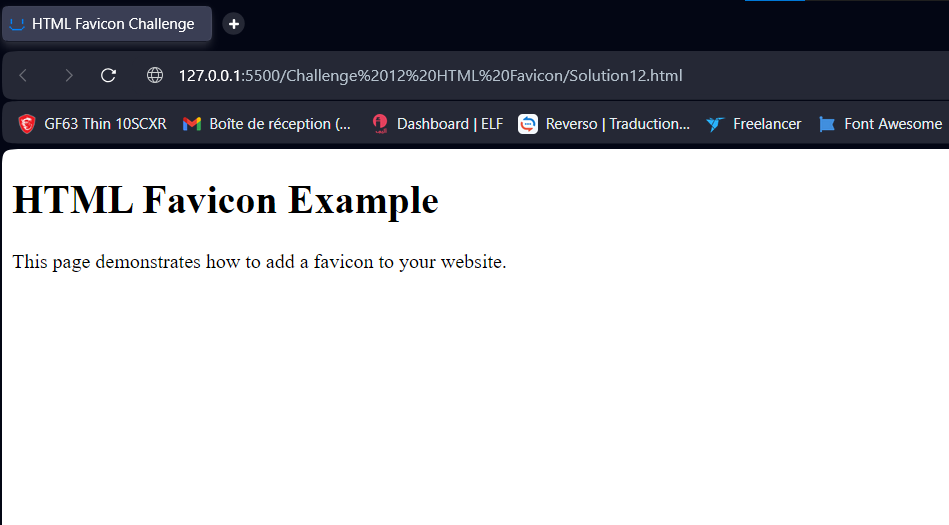 HTML Favicon Challenge
127.0.0.1:5500/Challenge%2012%20HTML%20Favicon/Solution12.html
GF63 Thin 10SCXR Boîte de réception (... Dashboard | ELF Reverso | Traduction... Freelancer Font Awesome
HTML Favicon Example
This page demonstrates how to add a favicon to your website.